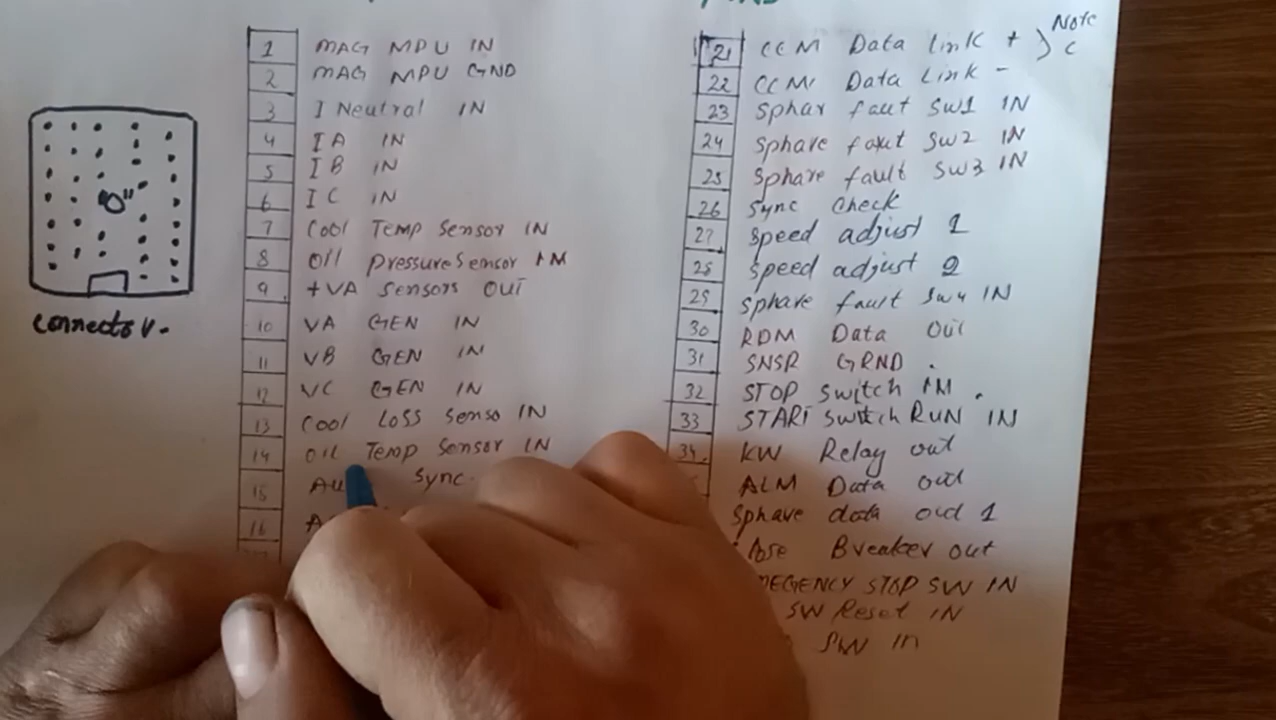 connector.
1 MAG MPU IN
2 MAG MPU GND
3 I Neutral IN
4 IA IN
5 IB IN
6 IC IN
7 Cool Temp Sensor IN
8 Oil pressure Sensor IM
9 +VA Sensors OUT
10 VA GEN IN
11 VB GEN IN
12 VC GEN IN
13 Cool LOSS Senso IN
14 OIL Temp Sensor IN
15 Sync
16
21 CCM Data link +
22 CCM Data Link -
Note C
23 Sphar faut SW1 IN
24 Sphare faut SW2 IN
25 Sphare fault SW3 IN
26 Sync Check
27 Speed adjust 1
28 Speed adjust 2
29 Sphare fault SW4 IN
30 RDM Data Out
31 SNSR GRND .
32 STOP Switch IM .
33 START Switch RUN IN
34. KW Relay out
ALM Data out
Sphare data out 1
Breaker out
STOP SW IN
SW Reset IN
SW in